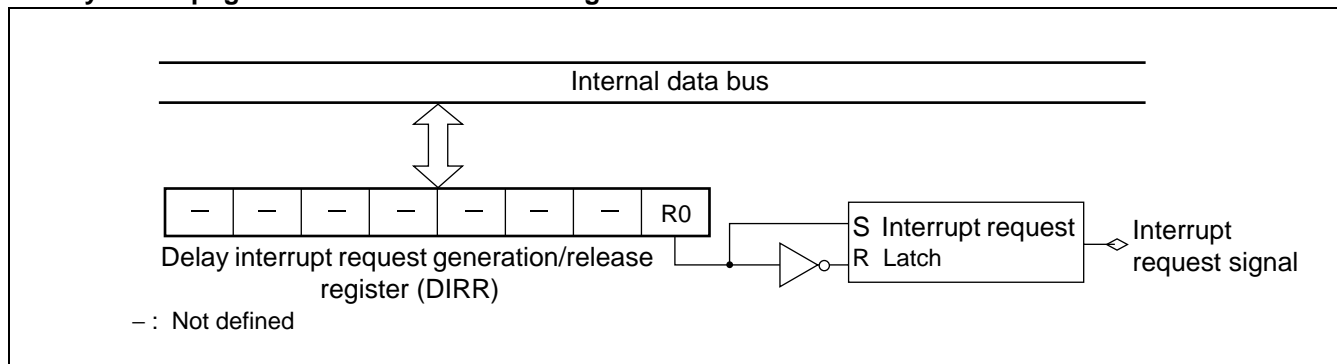 Internal data bus
– – – – – – – R0
Delay interrupt request generation/release
register (DIRR)
S Interrupt request
R Latch
Interrupt
request signal
– : Not defined